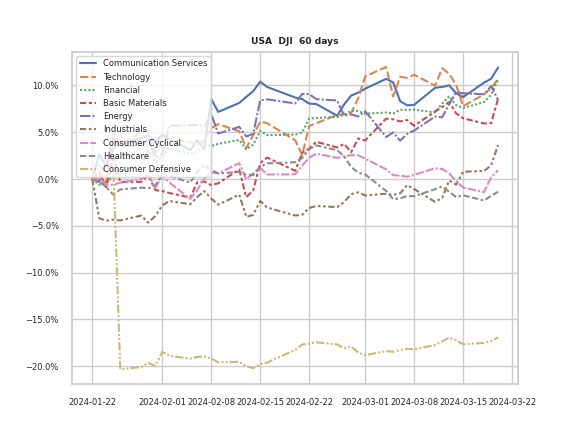 USA  DJI  60 days
Communication Services
Technology
Financial
Basic Materials
Energy
Industrials
Consumer Cyclical
Healthcare
Consumer Defensive
10.0%
5.0%
0.0%
−5.0%
−10.0%
−15.0%
−20.0%
2024-01-22 2024-02-01 2024-02-08 2024-02-15 2024-02-22 2024-03-01 2024-03-08 2024-03-15 2024-03-22